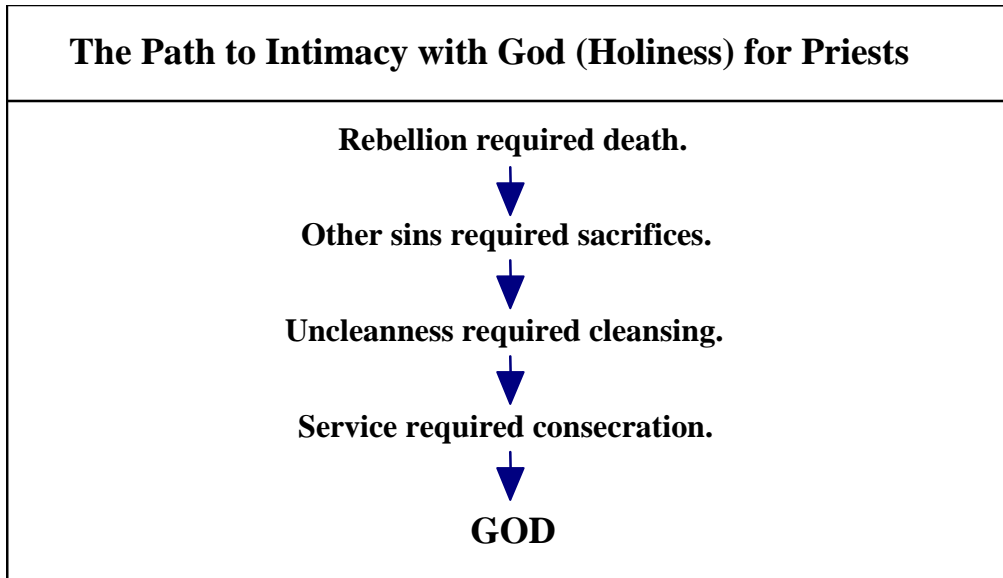 The Path to Intimacy with God (Holiness) for Priests
Rebellion required death.
Other sins required sacrifices.
Uncleanness required cleansing.
Service required consecration.
GOD